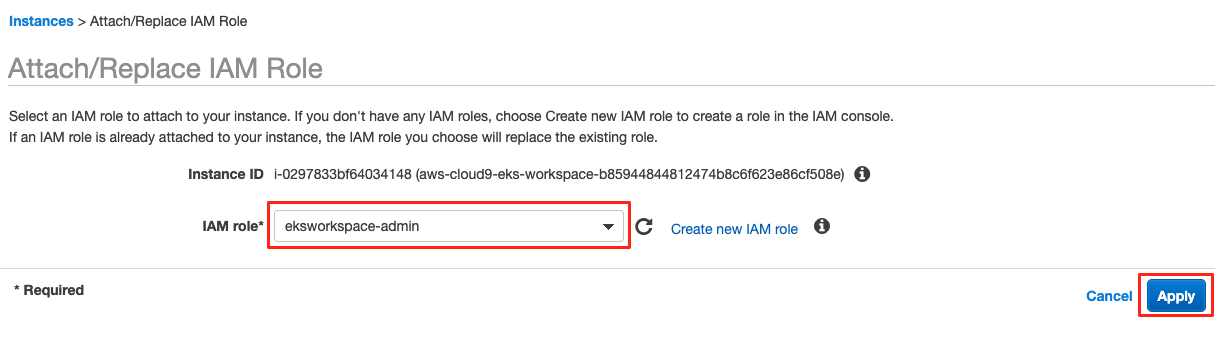 Instances > Attach/Replace IAM Role
Attach/Replace IAM Role
Select an IAM role to attach to your instance. If you don't have any IAM roles, choose Create new IAM role to create a role in the IAM console.
If an IAM role is already attached to your instance, the IAM role you choose will replace the existing role.
Instance ID i-0297833bf64034148 (aws-cloud9-eks-workspace-b85944844812474b8c6f623e86cf508e)
IAM role* eksworkspace-admin Create new IAM role
* Required
Cancel Apply